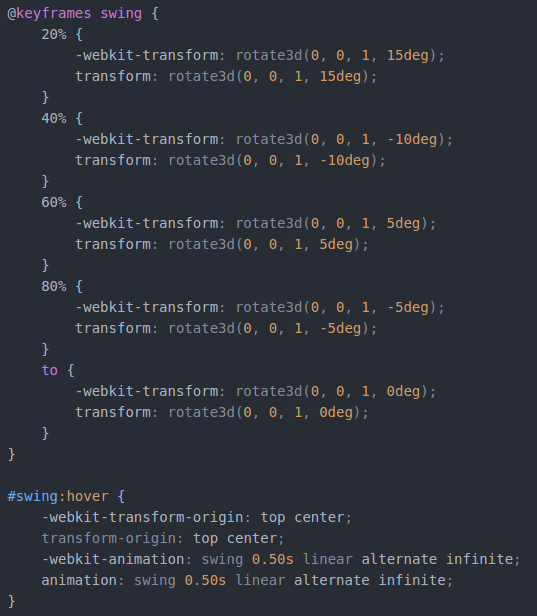 @keyframes swing {
    20% {
        -webkit-transform: rotate3d(0, 0, 1, 15deg);
        transform: rotate3d(0, 0, 1, 15deg);
    }
    40% {
        -webkit-transform: rotate3d(0, 0, 1, -10deg);
        transform: rotate3d(0, 0, 1, -10deg);
    }
    60% {
        -webkit-transform: rotate3d(0, 0, 1, 5deg);
        transform: rotate3d(0, 0, 1, 5deg);
    }
    80% {
        -webkit-transform: rotate3d(0, 0, 1, -5deg);
        transform: rotate3d(0, 0, 1, -5deg);
    }
    to {
        -webkit-transform: rotate3d(0, 0, 1, 0deg);
        transform: rotate3d(0, 0, 1, 0deg);
    }
}

#swing:hover {
    -webkit-transform-origin: top center;
    transform-origin: top center;
    -webkit-animation: swing 0.50s linear alternate infinite;
    animation: swing 0.50s linear alternate infinite;
}